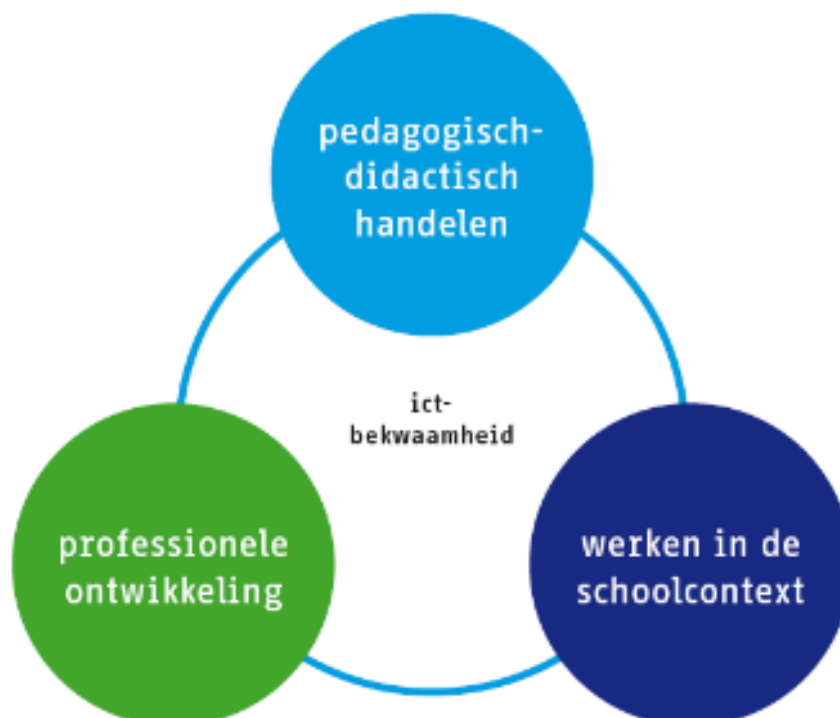 pedagogisch-
didactisch
handelen
ict-
bekwaamheid
professionele
ontwikkeling
werken in de
schoolcontext